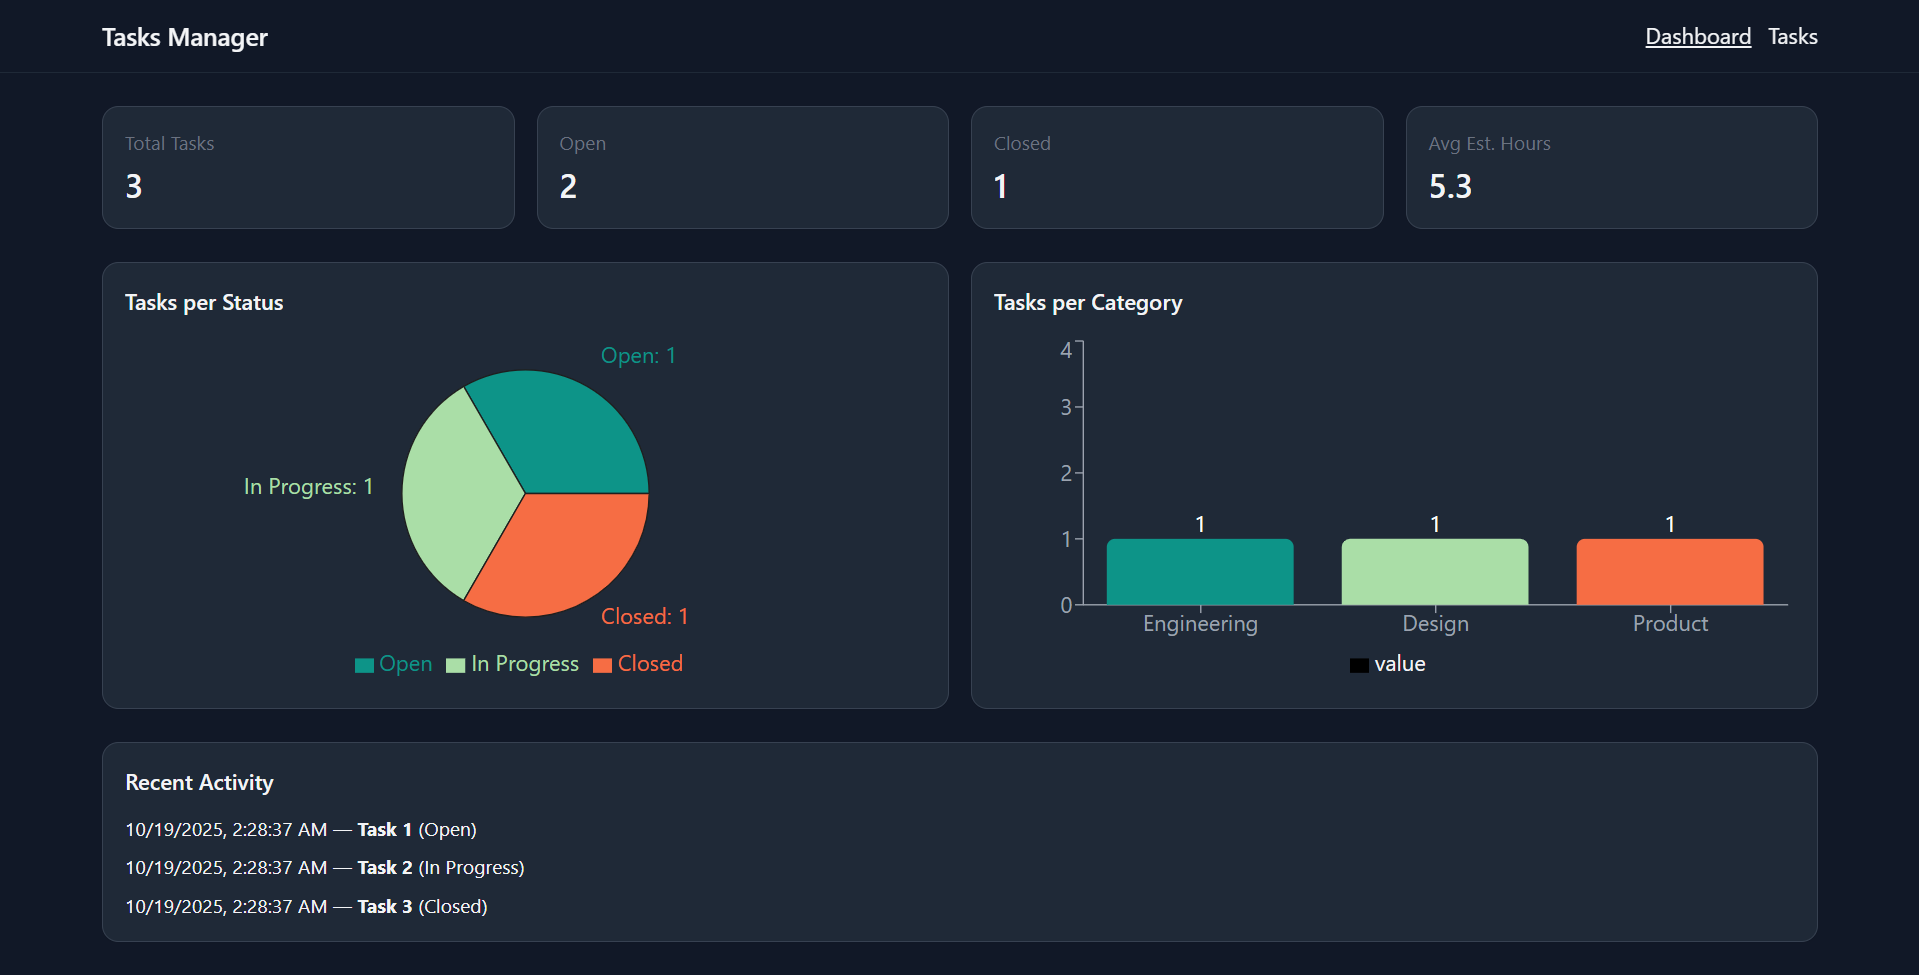 Tasks Manager
Dashboard Tasks
Total Tasks
3
Open
2
Closed
1
Avg Est. Hours
5.3
Tasks per Status
Open: 1
In Progress: 1
Closed: 1
Open In Progress Closed
Tasks per Category
4
3
2
1
0
1 1 1
Engineering Design Product
value
Recent Activity
10/19/2025, 2:28:37 AM — Task 1 (Open)
10/19/2025, 2:28:37 AM — Task 2 (In Progress)
10/19/2025, 2:28:37 AM — Task 3 (Closed)